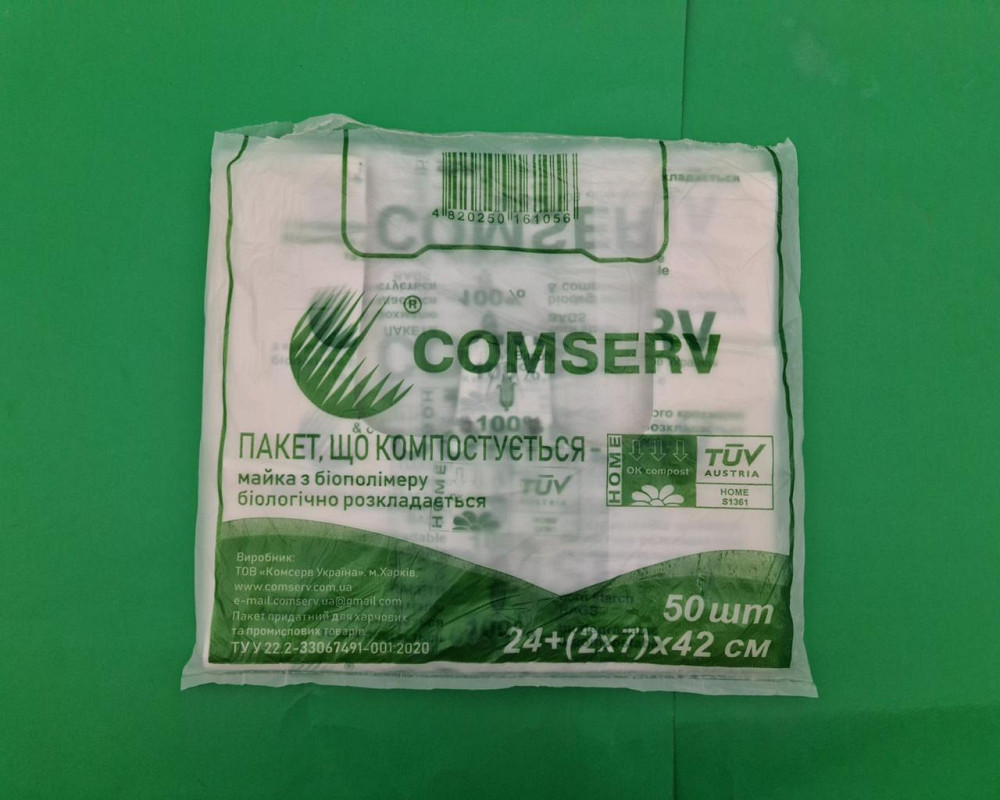 4 820250 161056
®
COMSERV
100%
ПАКЕТ, ЩО КОМПОСТУЄТЬСЯ -
майка з біополімеру
біологічно розкладається
HOME
OK compost
TÜV
AUSTRIA
HOME
S1361
Виробник:
ТОВ «Комсерв Україна». м.Харків,
www.comserv.com.ua
e-mail.comserv.ua@gmail.com
Пакет придатний для харчових
та промислових товарів.
ТУ У 22.2-33067491-001:2020
50 шт
24+(2x7)x42 см